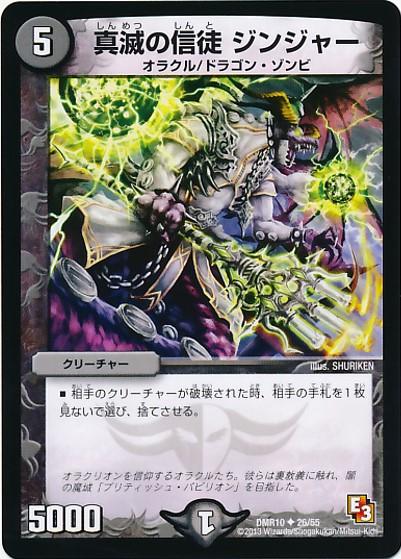 5
しんめつ しんと
真滅の信徒 ジンジャー
オラクル/ドラゴン・ゾンビ
illus. SHURIKEN
クリーチャー
■ 相手のクリーチャーが破壊された時、相手の手札を1枚
見ないで選び、捨てさせる。
オラクリオンを信仰するオラクルたち。彼らは裏教義に触れ、闇
の魔城「ブリティッシュ・パビリオン」を目指した。
E3
5000
1
DMR10 ◆ 26/55
©2013 Wizards/Shogakukan/Mitsui-Kids